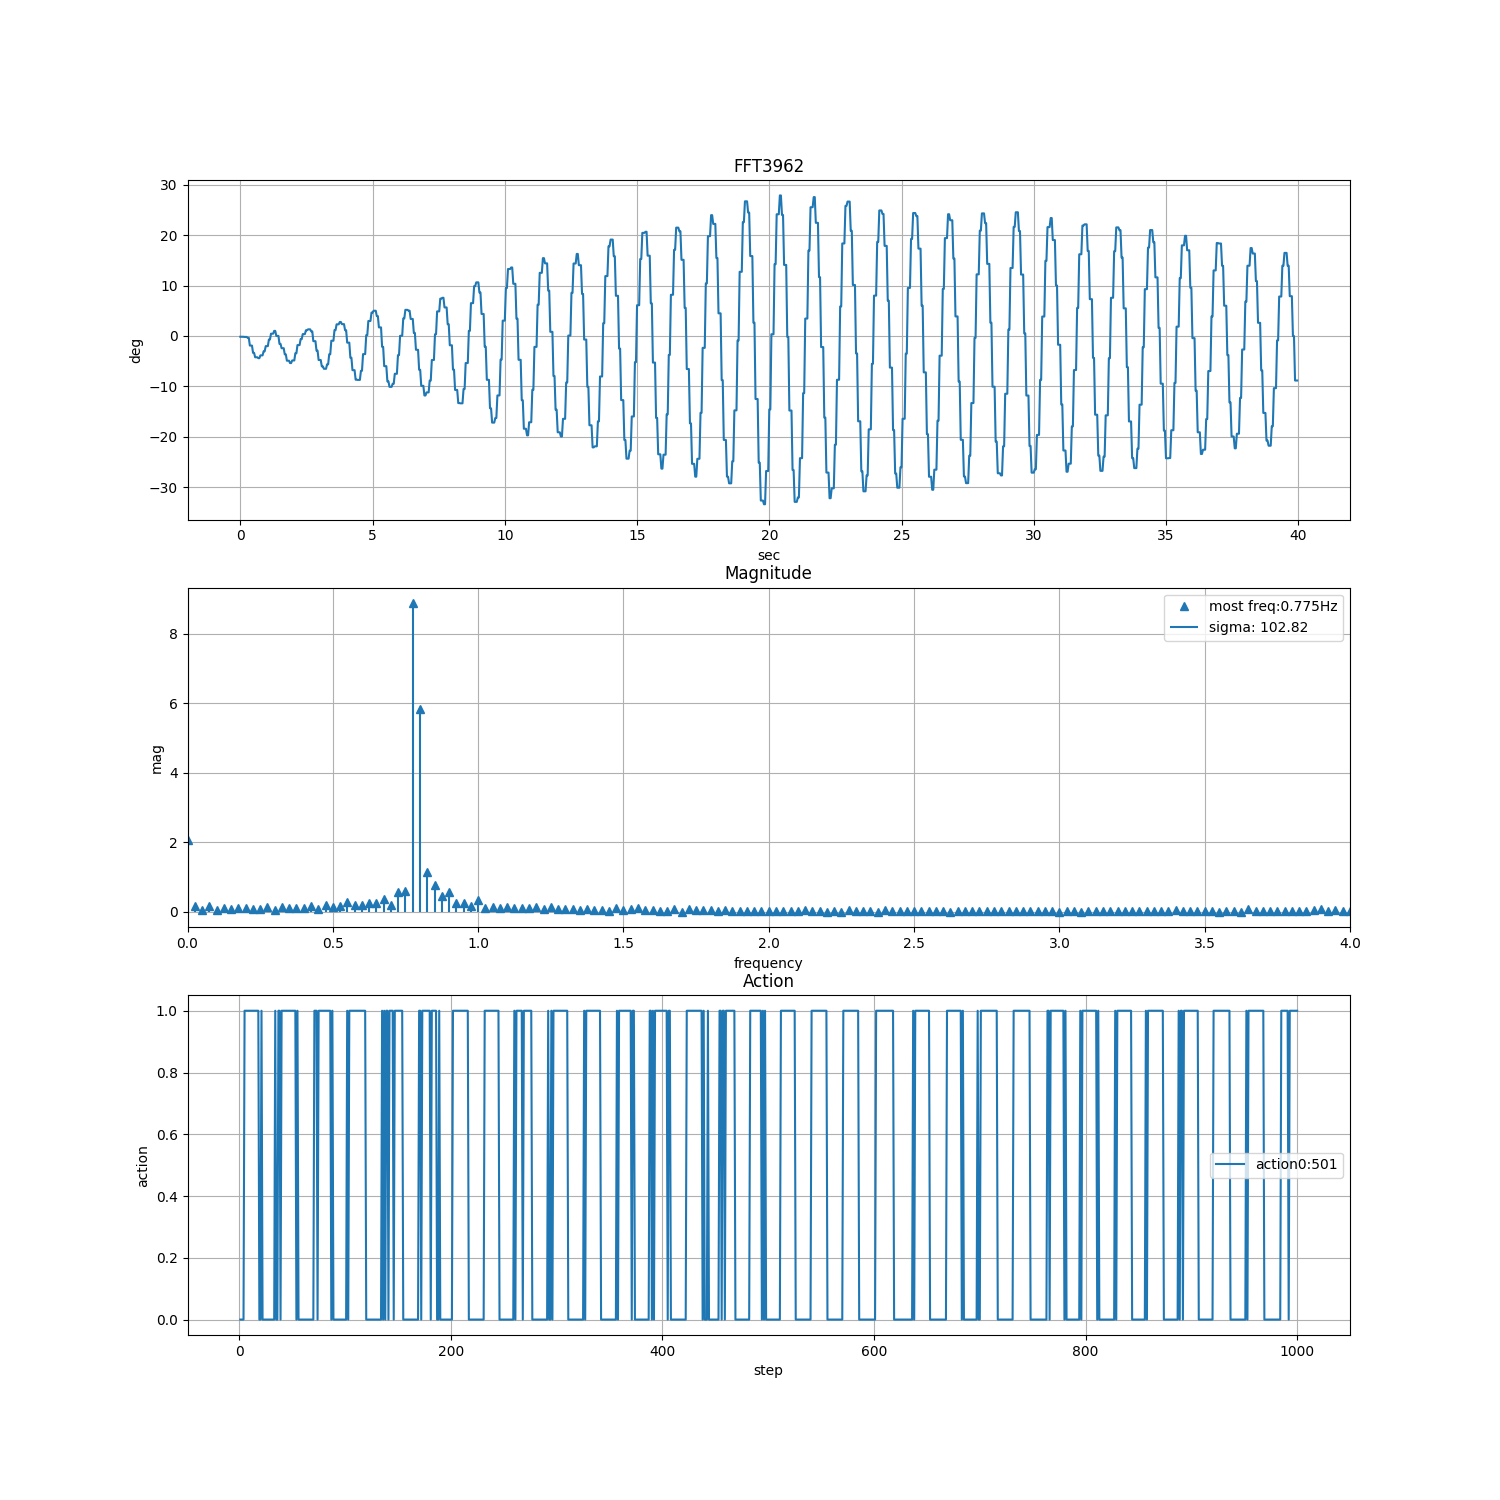 FFT3962
30
20
10
0
−10
−20
−30
deg
0 5 10 15 20 25 30 35 40
sec
Magnitude
8
6
4
2
0
mag
most freq:0.775Hz
sigma: 102.82
0.0 0.5 1.0 1.5 2.0 2.5 3.0 3.5 4.0
frequency
Action
1.0
0.8
0.6
0.4
0.2
0.0
action
action0:501
0 200 400 600 800 1000
step